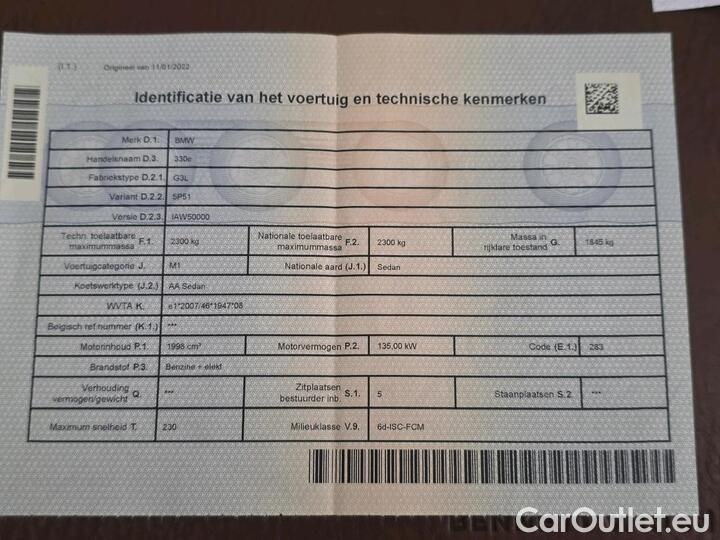 (I.T.) Origineel van 11/01/2022
Identificatie van het voertuig en technische kenmerken
Merk D.1. BMW
Handelsnaam D.3. 330e
Fabriekstype D.2.1. G3L
Variant D.2.2. 5P51
Versie D.2.3. IAW50000
Techn. toelaatbare maximummassa F.1. 2300 kg Nationale toelaatbare maximummassa F.2. 2300 kg Massa in rijklare toestand G. 1845 kg
Voertuigcategorie J. M1 Nationale aard (J.1.) Sedan
Koetswerktype (J.2.) AA Sedan
WVTA K. e1*2007/46*1947*08
Belgisch ref nummer (K.1.) ***
Motorinhoud P.1. 1998 cm³ Motorvermogen P.2. 135,00 kW Code (E.1.) 283
Brandstof P.3. Benzine + elekt
Verhouding vermogen/gewicht Q. *** Zitplaatsen bestuurder inb. S.1. 5 Staanplaatsen S.2. ***
Maximum snelheid T. 230 Milieuklasse V.9. 6d-ISC-FCM
CarOutlet.eu